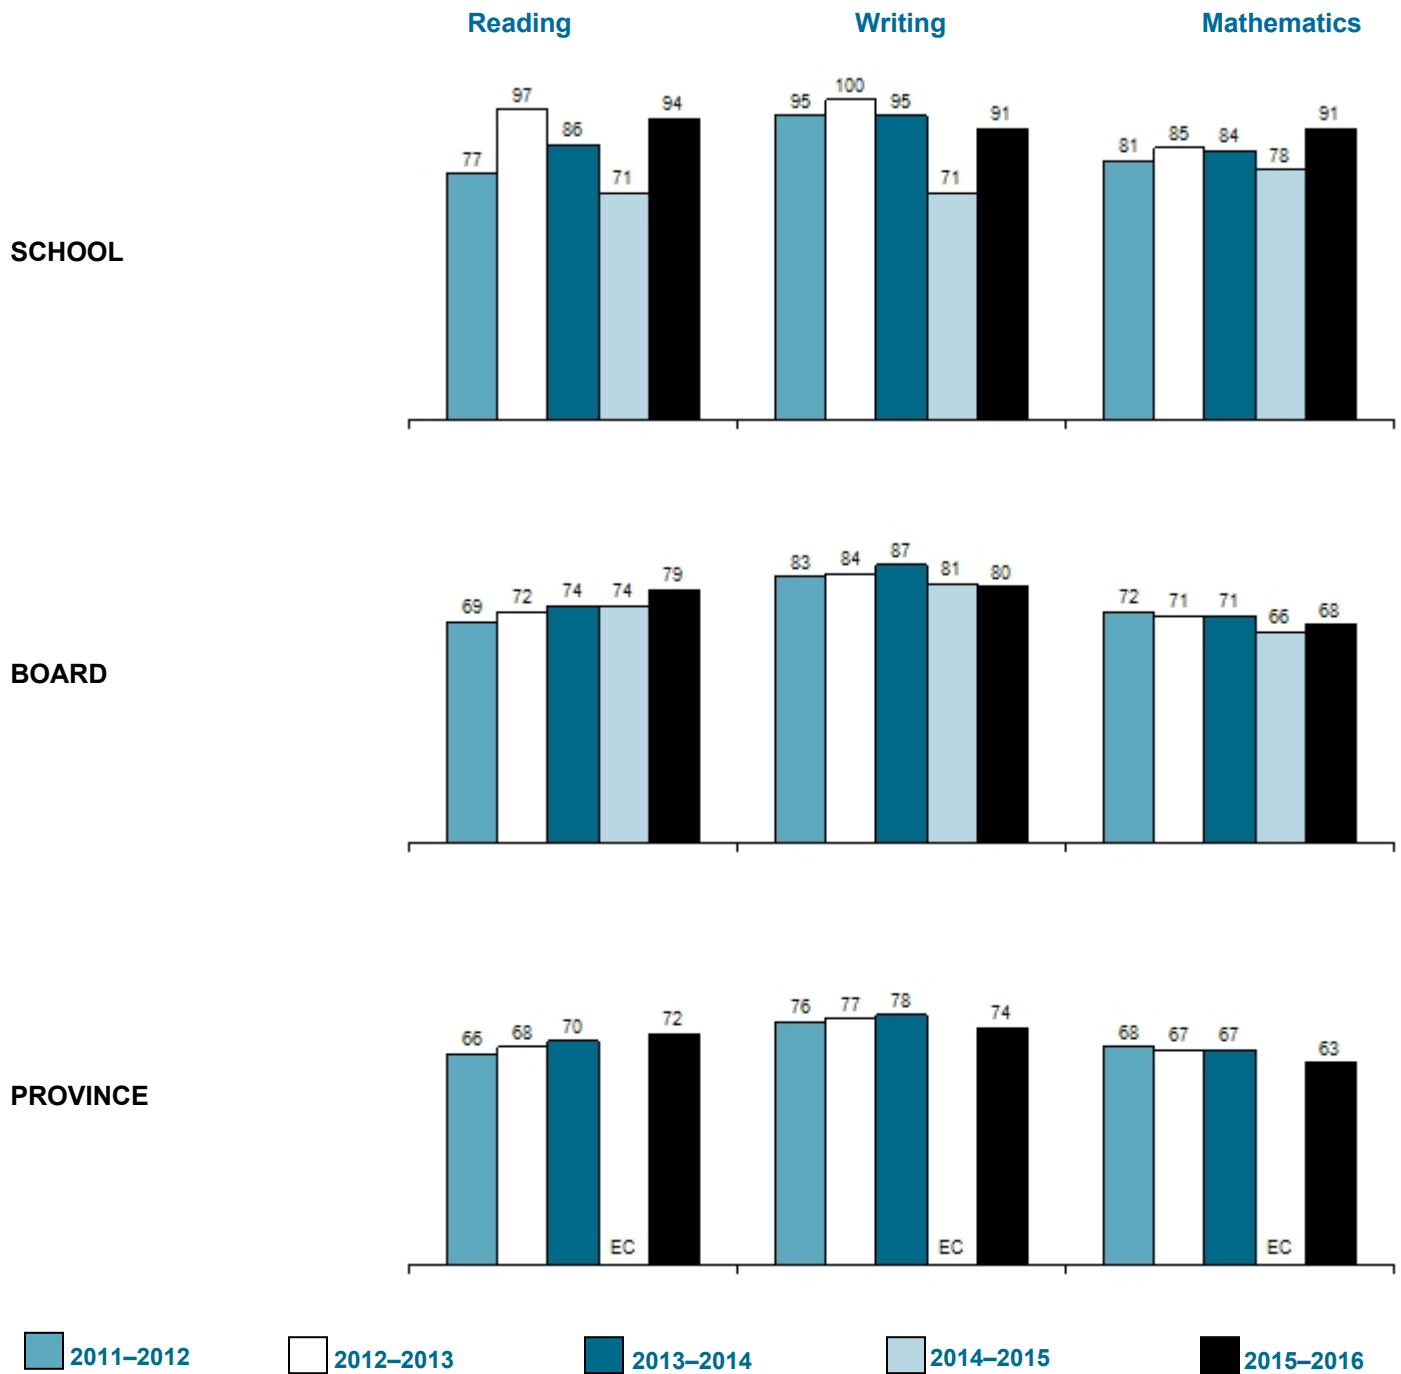 Reading Writing Mathematics
77 97 86 71 94 95 100 95 71 91 81 85 84 78 91
SCHOOL
69 72 74 74 79 83 84 87 81 80 72 71 71 66 68
BOARD
66 68 70 EC 72 76 77 78 EC 74 68 67 67 EC 63
PROVINCE
2011–2012 2012–2013 2013–2014 2014–2015 2015–2016